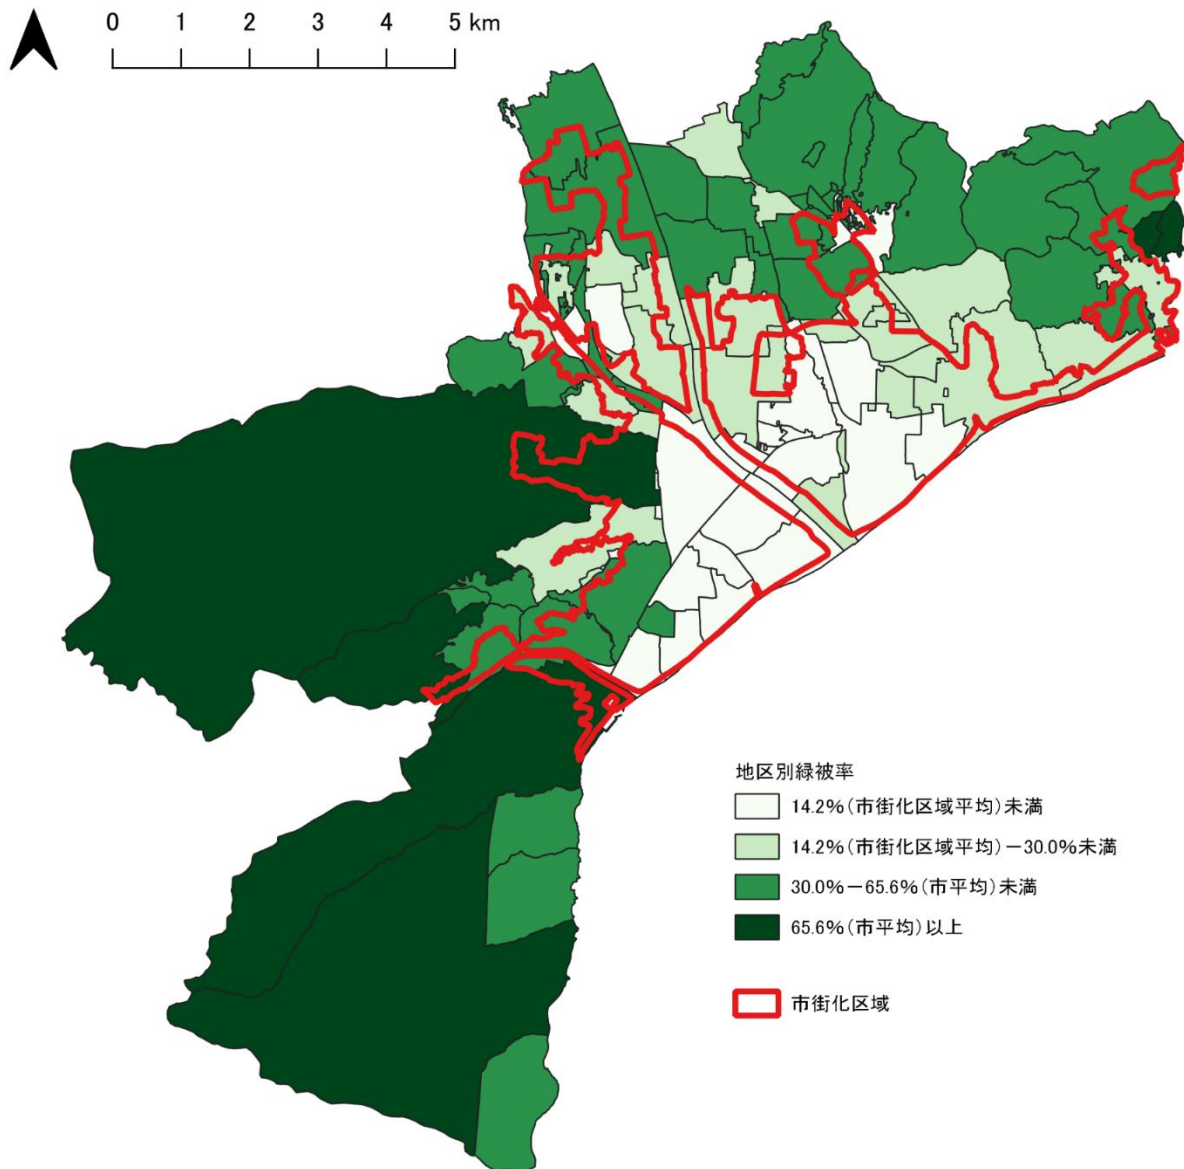 0 1 2 3 4 5 km
地区別緑被率
14.2%(市街化区域平均)未満
14.2%(市街化区域平均)－30.0%未満
30.0%－65.6%(市平均)未満
65.6%(市平均)以上
市街化区域